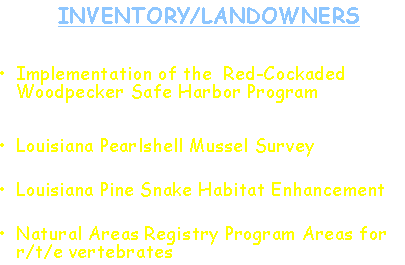 INVENTORY/LANDOWNERS
• Implementation of the Red-Cockaded
Woodpecker Safe Harbor Program
• Louisiana Pearlshell Mussel Survey
• Louisiana Pine Snake Habitat Enhancement
• Natural Areas Registry Program Areas for
r/t/e vertebrates